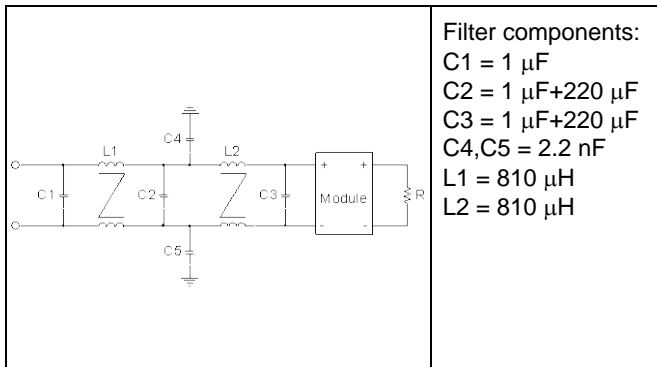 L1
C4
L2
C1
C2
C3
C5
+ +
Module
- -
R
Filter components:
C1 = 1 μF
C2 = 1 μF+220 μF
C3 = 1 μF+220 μF
C4,C5 = 2.2 nF
L1 = 810 μH
L2 = 810 μH